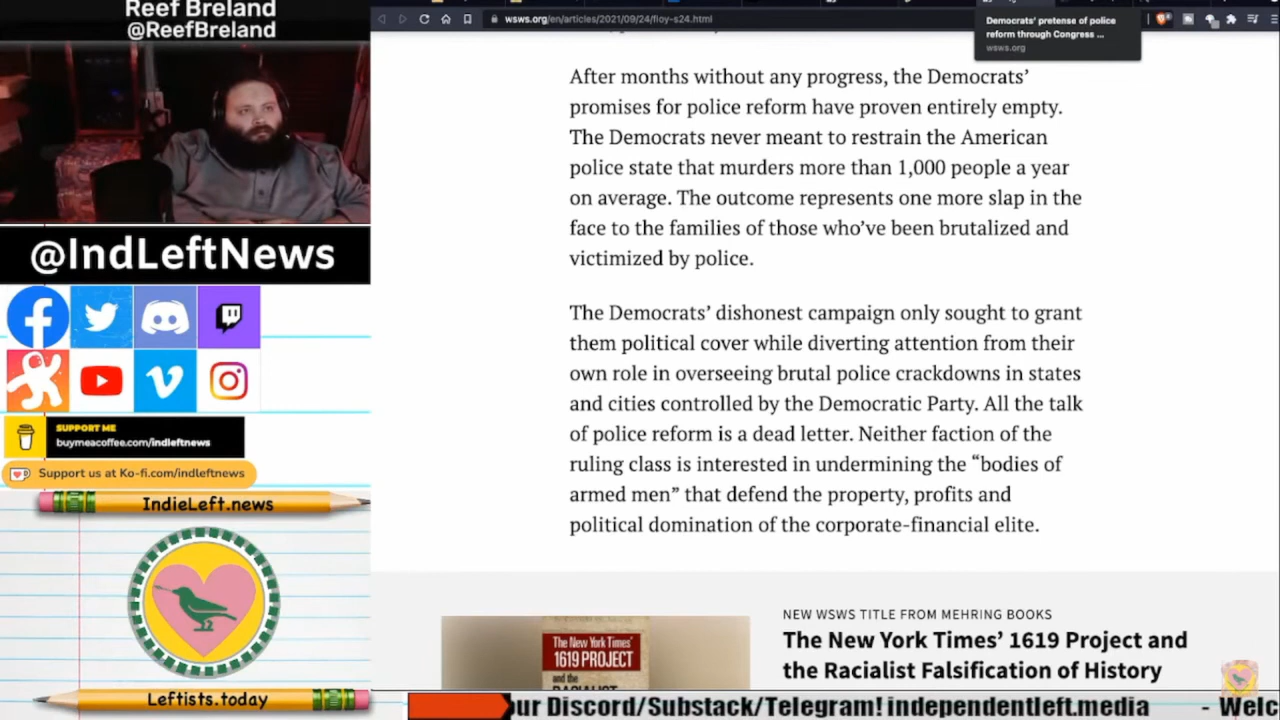 Reef Breland
@ReefBreland
@IndLeftNews
SUPPORT ME
buymeacoffee.com/indleftnews
Support us at Ko-fi.com/indleftnews
IndieLeft.news
Leftists.today
wsws.org/en/articles/2021/09/24/floy-s24.html
Democrats' pretense of police
reform through Congress ...
wsws.org
After months without any progress, the Democrats’
promises for police reform have proven entirely empty.
The Democrats never meant to restrain the American
police state that murders more than 1,000 people a year
on average. The outcome represents one more slap in the
face to the families of those who’ve been brutalized and
victimized by police.
The Democrats’ dishonest campaign only sought to grant
them political cover while diverting attention from their
own role in overseeing brutal police crackdowns in states
and cities controlled by the Democratic Party. All the talk
of police reform is a dead letter. Neither faction of the
ruling class is interested in undermining the “bodies of
armed men” that defend the property, profits and
political domination of the corporate-financial elite.
NEW WSWS TITLE FROM MEHRING BOOKS
The New York Times’ 1619 Project and
the Racialist Falsification of History
The New York Times'
1619 PROJECT
and the
ur Discord/Substack/Telegram! independentleft.media - Welc